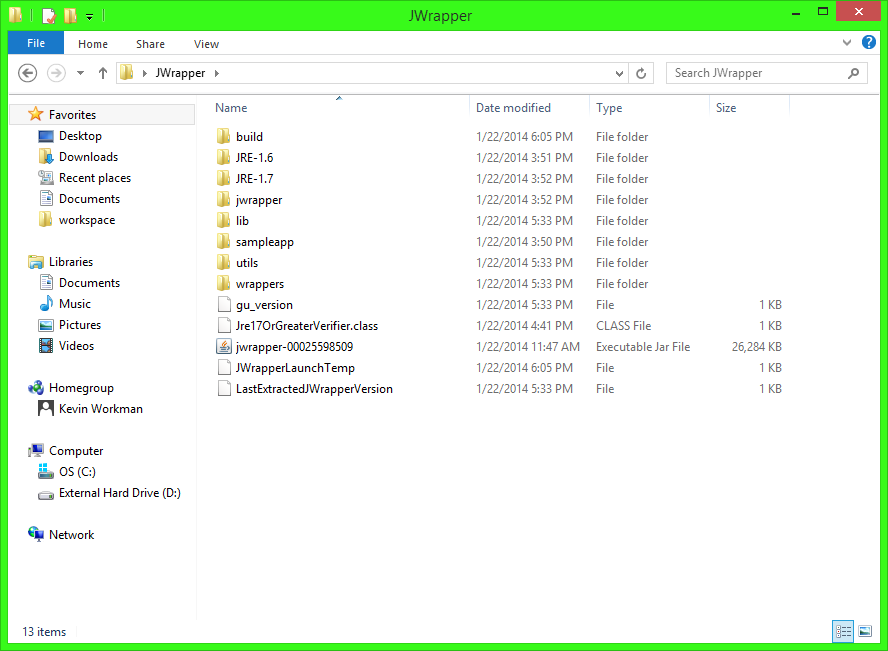 JWrapper
File Home Share View
JWrapper
Search JWrapper
Favorites
Desktop
Downloads
Recent places
Documents
workspace
Libraries
Documents
Music
Pictures
Videos
Homegroup
Kevin Workman
Computer
OS (C:)
External Hard Drive (D:)
Network
Name Date modified Type Size
build 1/22/2014 6:05 PM File folder
JRE-1.6 1/22/2014 3:51 PM File folder
JRE-1.7 1/22/2014 3:52 PM File folder
jwrapper 1/22/2014 3:52 PM File folder
lib 1/22/2014 5:33 PM File folder
sampleapp 1/22/2014 3:50 PM File folder
utils 1/22/2014 5:33 PM File folder
wrappers 1/22/2014 5:33 PM File folder
gu_version 1/22/2014 5:33 PM File 1 KB
Jre17OrGreaterVerifier.class 1/22/2014 4:41 PM CLASS File 1 KB
jwrapper-00025598509 1/22/2014 11:47 AM Executable Jar File 26,284 KB
JWrapperLaunchTemp 1/22/2014 6:05 PM File 1 KB
LastExtractedJWrapperVersion 1/22/2014 5:33 PM File 1 KB
13 items